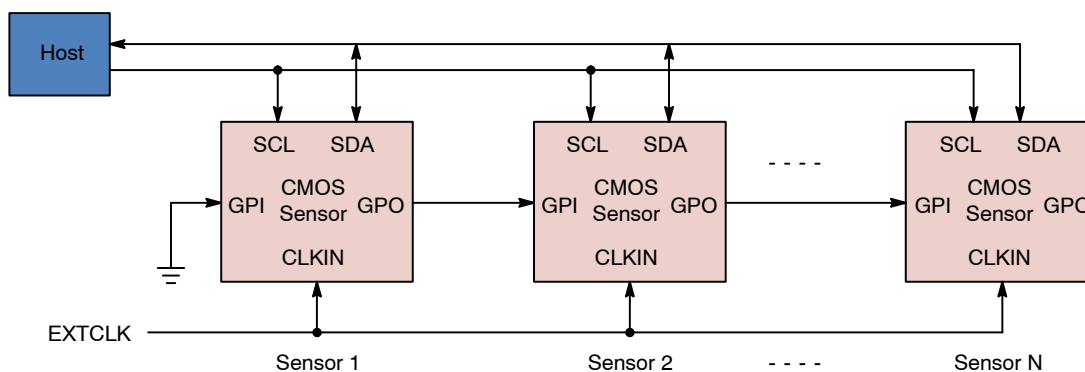 Host
SCL SDA
SCL SDA
SCL SDA
- - - -
GPI CMOS Sensor GPO
GPI CMOS Sensor GPO
GPI CMOS Sensor GPO
CLKIN
CLKIN
CLKIN
EXTCLK
Sensor 1
Sensor 2
- - - -
Sensor N